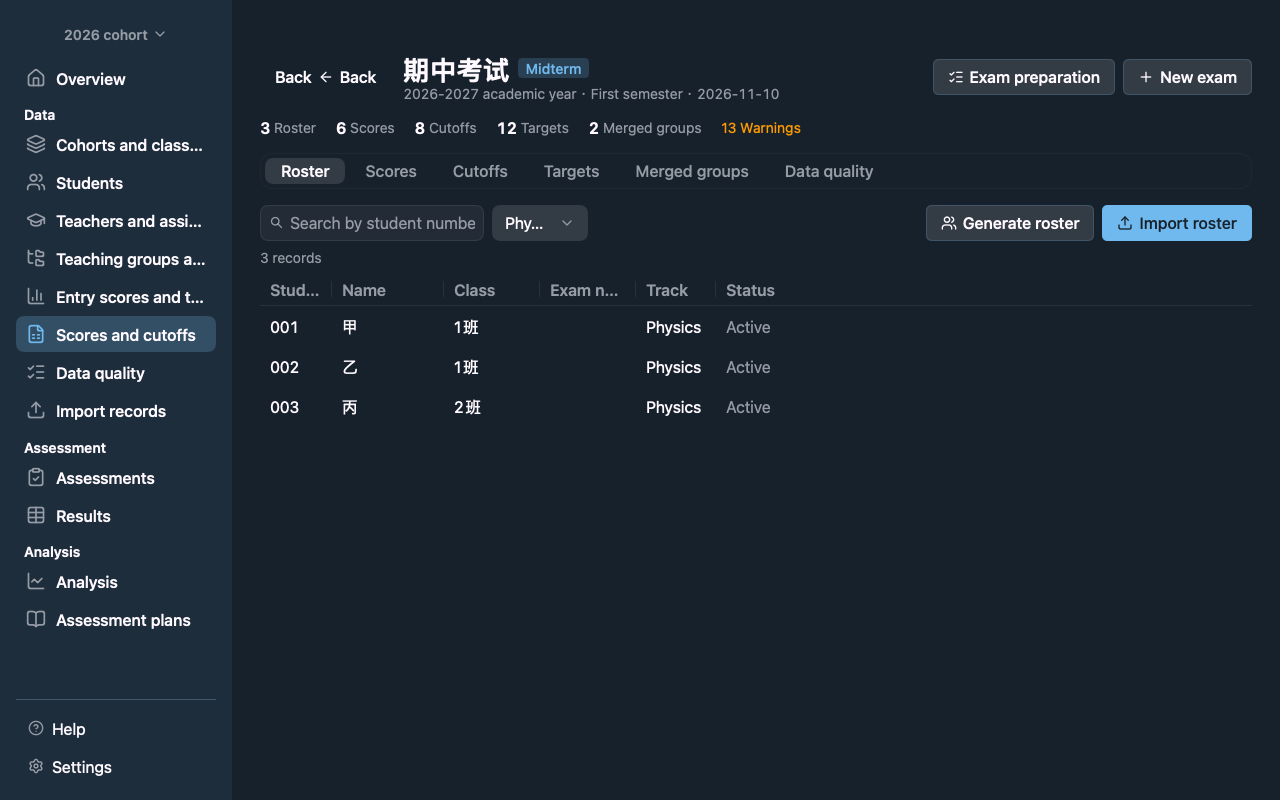 2026 cohort
Overview
Data
Cohorts and class...
Students
Teachers and assi...
Teaching groups a...
Entry scores and t...
Scores and cutoffs
Data quality
Import records
Assessment
Assessments
Results
Analysis
Analysis
Assessment plans
Help
Settings
Back ← Back
期中考试 Midterm
2026-2027 academic year · First semester · 2026-11-10
Exam preparation
New exam
3 Roster 6 Scores 8 Cutoffs 12 Targets 2 Merged groups 13 Warnings
Roster Scores Cutoffs Targets Merged groups Data quality
Search by student numbe
Phy...
Generate roster
Import roster
3 records
Stud... Name Class Exam n... Track Status
001 甲 1班 Physics Active
002 乙 1班 Physics Active
003 丙 2班 Physics Active